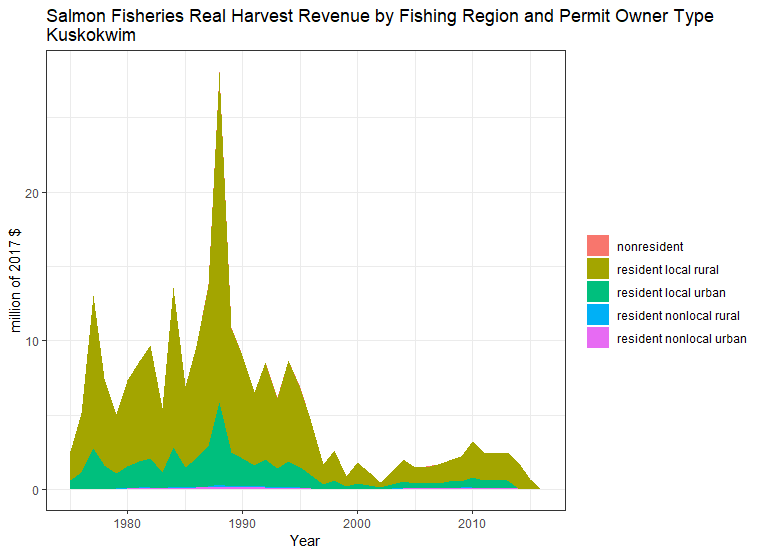 Salmon Fisheries Real Harvest Revenue by Fishing Region and Permit Owner Type
Kuskokwim
million of 2017 $
20
10
0
1980
1990
2000
2010
Year
nonresident
resident local rural
resident local urban
resident nonlocal rural
resident nonlocal urban